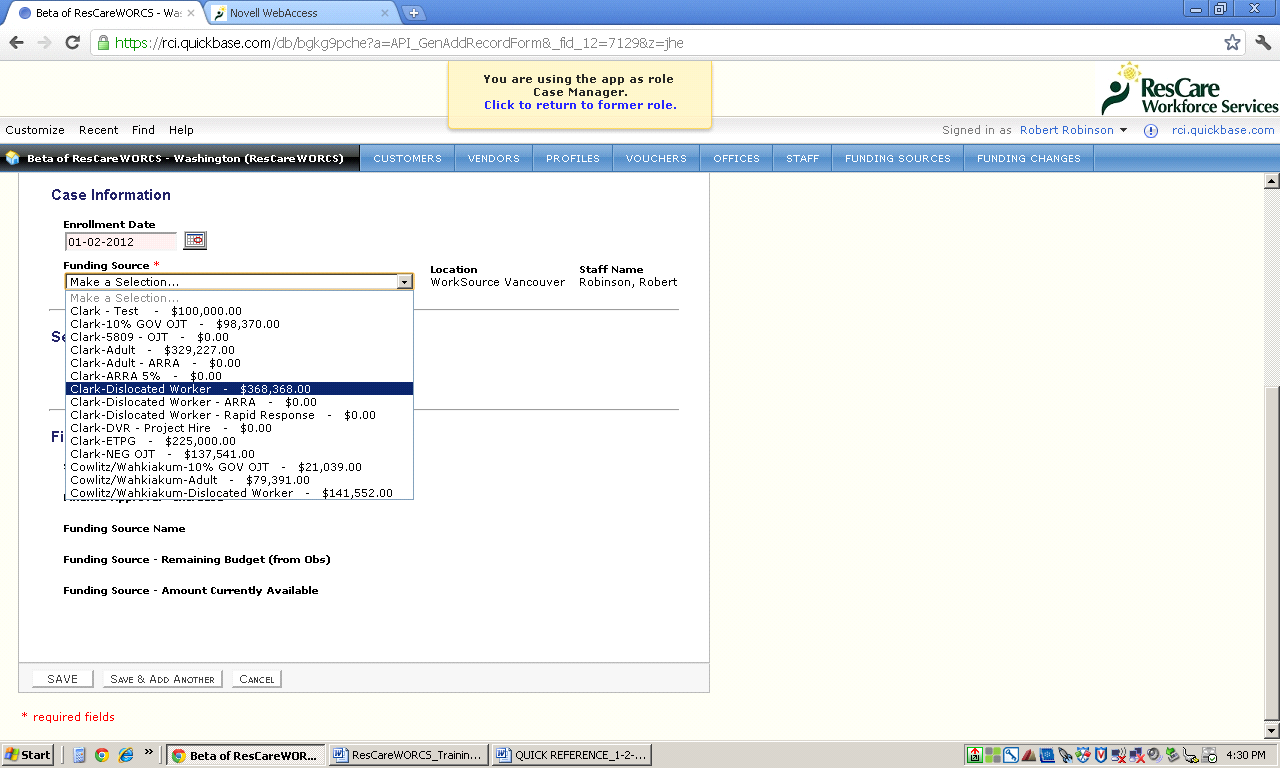 Beta of ResCareWORCS - Was
Novell WebAccess
https://rci.quickbase.com/db/bgkg9pche?a=API_GenAddRecordForm&_fid_12=7129&z=jhe
You are using the app as role
Case Manager.
Click to return to former role.
ResCare
Workforce Services
Customize Recent Find Help
Signed in as Robert Robinson rci.quickbase.com
Beta of ResCareWORCS - Washington (ResCareWORCS) CUSTOMERS VENDORS PROFILES VOUCHERS OFFICES STAFF FUNDING SOURCES FUNDING CHANGES
Case Information
Enrollment Date
01-02-2012
Funding Source * Location Staff Name
Make a Selection... WorkSource Vancouver Robinson, Robert
Make a Selection...
Clark - Test - $100,000.00
Clark-10% GOV OJT - $98,370.00
Clark-5809 - OJT - $0.00
Se
Clark-Adult - $329,227.00
Clark-Adult - ARRA - $0.00
Clark-ARRA 5% - $0.00
Clark-Dislocated Worker - $368,368.00
Clark-Dislocated Worker - ARRA - $0.00
Clark-Dislocated Worker - Rapid Response - $0.00
Clark-DVR - Project Hire - $0.00
Fi
Clark-ETPG - $225,000.00
Clark-NEG OJT - $137,541.00
Cowlitz/Wahkiakum-10% GOV OJT - $21,039.00
Cowlitz/Wahkiakum-Adult - $79,391.00
Cowlitz/Wahkiakum-Dislocated Worker - $141,552.00
Funding Source Name
Funding Source - Remaining Budget (from Obs)
Funding Source - Amount Currently Available
SAVE SAVE & ADD ANOTHER CANCEL
* required fields
Start Beta of ResCareWOR... ResCareWORCS_Trainin... QUICK REFERENCE_1-2-... 4:30 PM